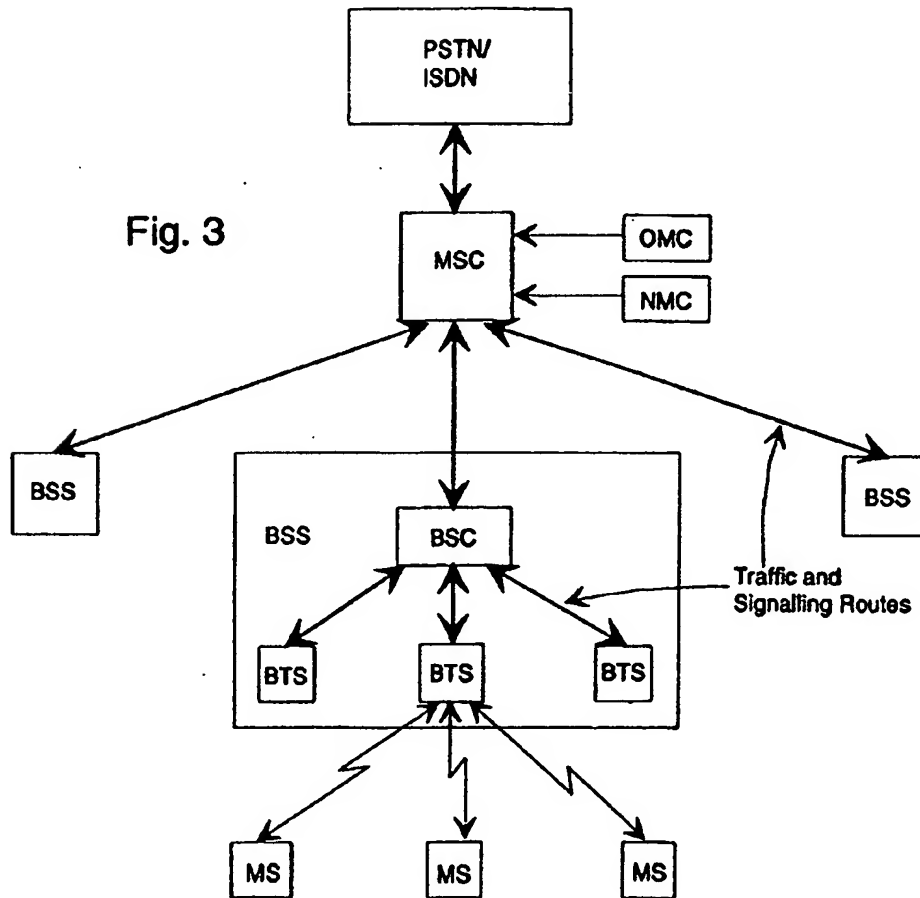 PSTN/
ISDN
Fig. 3
MSC
OMC
NMC
BSS
BSS
BSC
BSS
Traffic and
Signalling Routes
BTS
BTS
BTS
MS
MS
MS